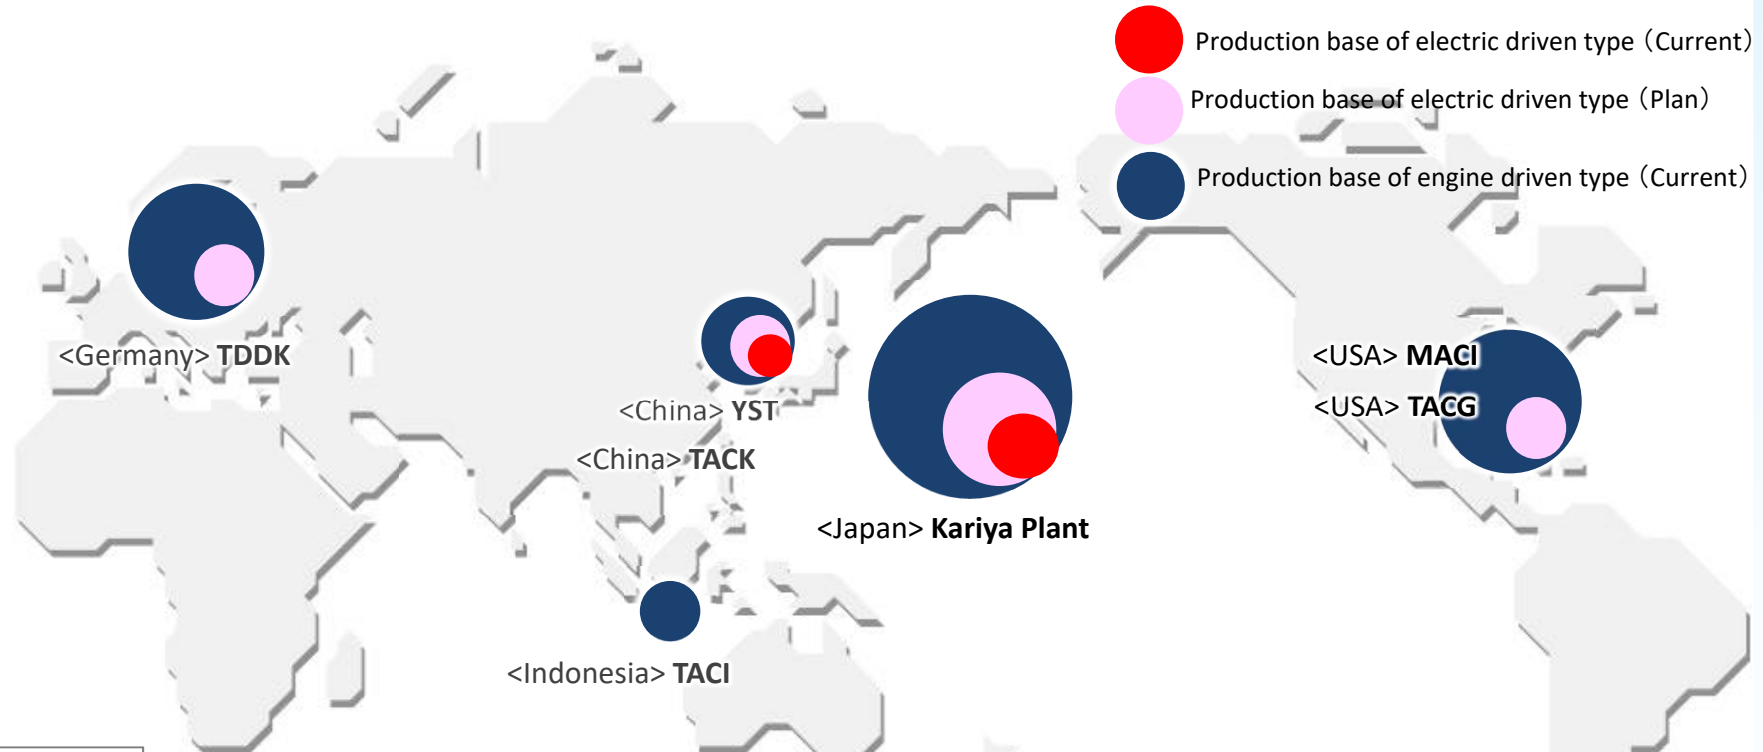 Production base of electric driven type（Current）
Production base of electric driven type（Plan）
Production base of engine driven type（Current）
<Germany> TDDK
<China> YST
<China> TACK
<Japan> Kariya Plant
<USA> MACI
<USA> TACG
<Indonesia> TACI